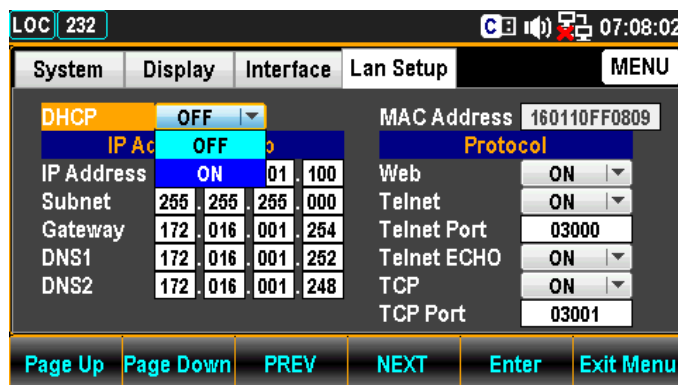 LOC 232 C 07:08:02
System Display Interface Lan Setup MENU
DHCP OFF MAC Address 160110FF0809
IP Ad OFF Protocol
IP Address ON 01 . 100 Web ON
Subnet 255 . 255 . 255 . 000 Telnet ON
Gateway 172 . 016 . 001 . 254 Telnet Port 03000
DNS1 172 . 016 . 001 . 252 Telnet ECHO ON
DNS2 172 . 016 . 001 . 248 TCP ON
TCP Port 03001
Page Up Page Down PREV NEXT Enter Exit Menu